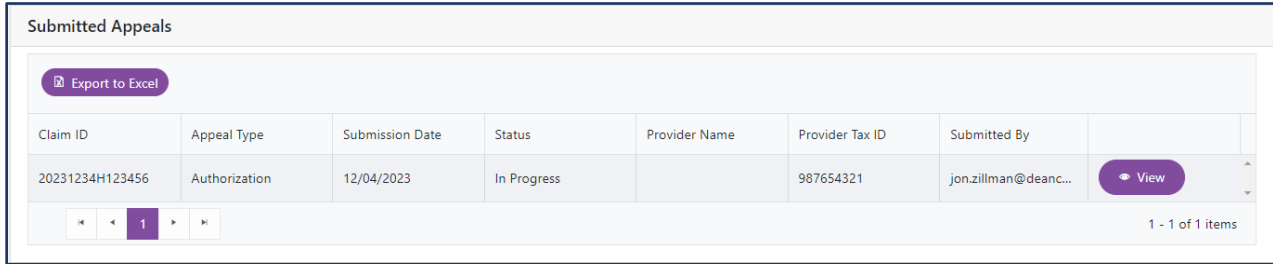 Submitted Appeals
Export to Excel
Claim ID Appeal Type Submission Date Status Provider Name Provider Tax ID Submitted By
20231234H123456 Authorization 12/04/2023 In Progress 987654321 jon.zillman@deanc... View
1 1 - 1 of 1 items